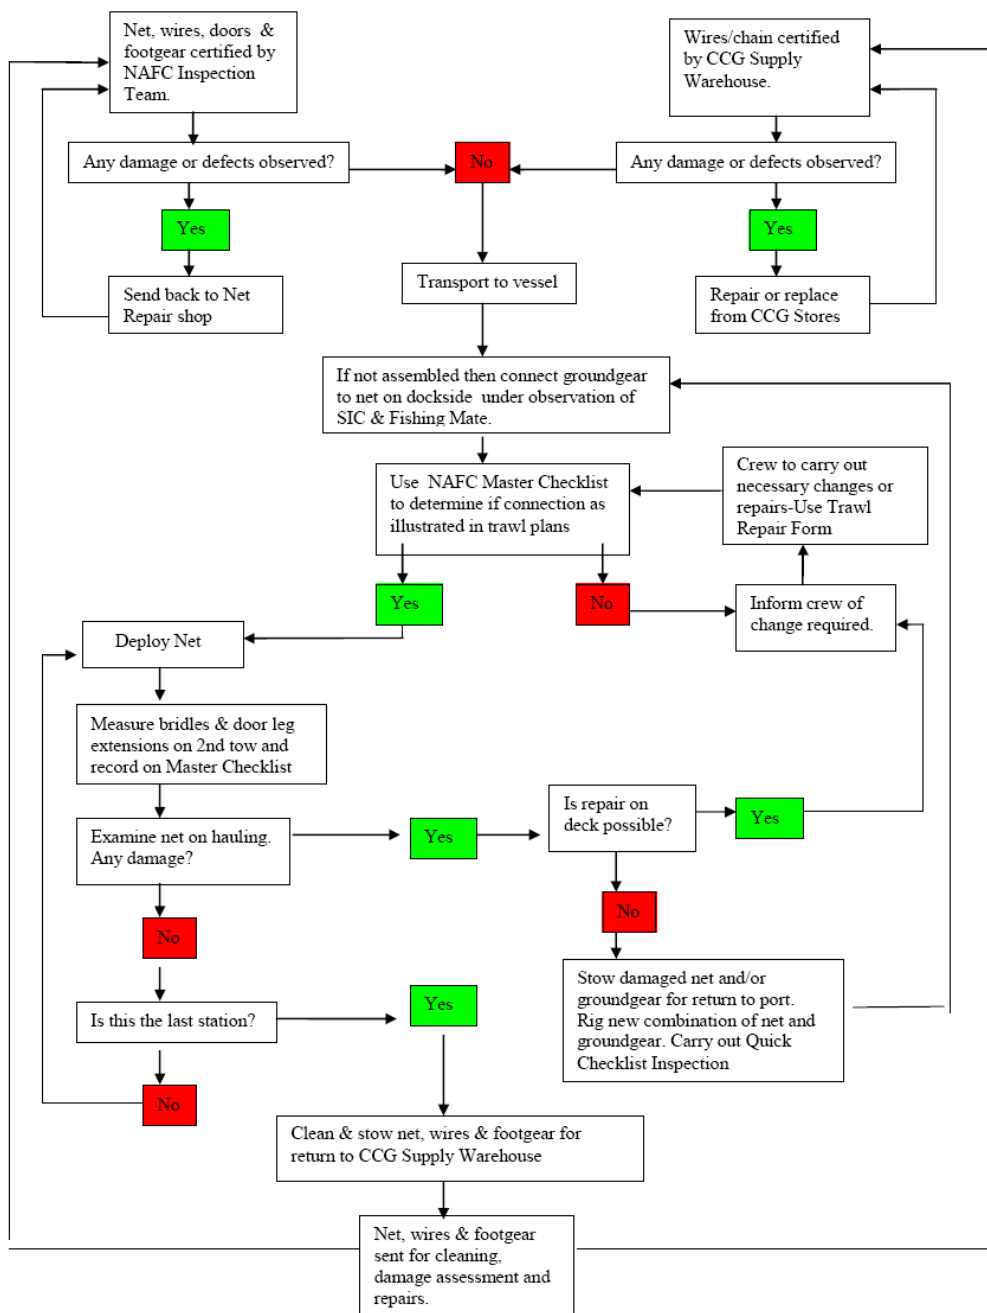 Net, wires, doors &
footgear certified by
NAFC Inspection
Team.
Wires/chain certified
by CCG Supply
Warehouse.
Any damage or defects observed?
No
Any damage or defects observed?
Yes
Yes
Send back to Net
Repair shop
Transport to vessel
Repair or replace
from CCG Stores
If not assembled then connect groundgear
to net on dockside under observation of
SIC & Fishing Mate.
Use NAFC Master Checklist
to determine if connection as
illustrated in trawl plans
Crew to carry out
necessary changes or
repairs-Use Trawl
Repair Form
Yes
No
Inform crew of
change required.
Deploy Net
Measure bridles & door leg
extensions on 2nd tow and
record on Master Checklist
Examine net on hauling.
Any damage?
Yes
Is repair on
deck possible?
Yes
No
No
Stow damaged net and/or
groundgear for return to port.
Rig new combination of net and
groundgear. Carry out Quick
Checklist Inspection
Is this the last station?
Yes
No
Clean & stow net, wires & footgear for
return to CCG Supply Warehouse
Net, wires & footgear
sent for cleaning,
damage assessment and
repairs.